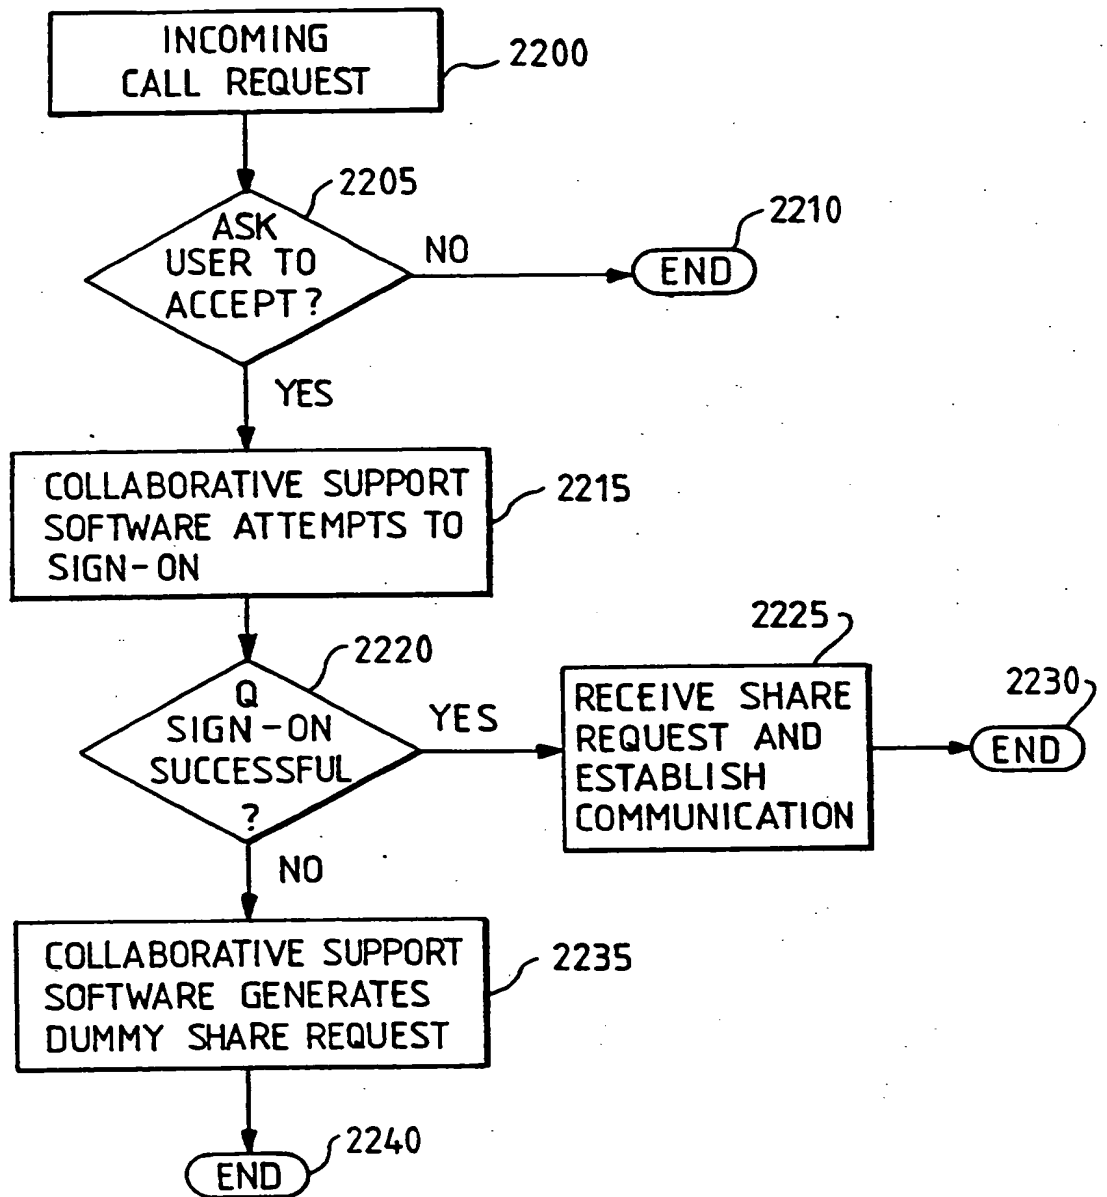 INCOMING
CALL REQUEST
2200
2205
ASK
USER TO
ACCEPT?
NO
2210
END
YES
COLLABORATIVE SUPPORT
SOFTWARE ATTEMPTS TO
SIGN-ON
2215
2220
Q
SIGN-ON
SUCCESSFUL
?
YES
2225
RECEIVE SHARE
REQUEST AND
ESTABLISH
COMMUNICATION
2230
END
NO
COLLABORATIVE SUPPORT
SOFTWARE GENERATES
DUMMY SHARE REQUEST
2235
2240
END